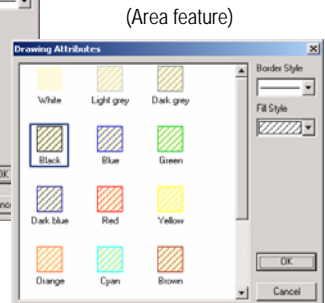 (Area feature)
Drawing Attributes
White
Light grey
Dark grey
Border Style
Fill Style
Black
Blue
Green
Dark blue
Red
Yellow
Orange
Cyan
Brown
OK
Cancel